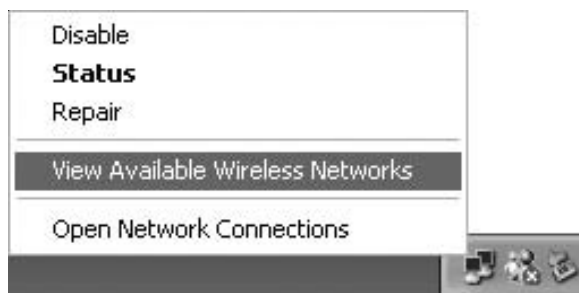 Disable
Status
Repair
View Available Wireless Networks
Open Network Connections